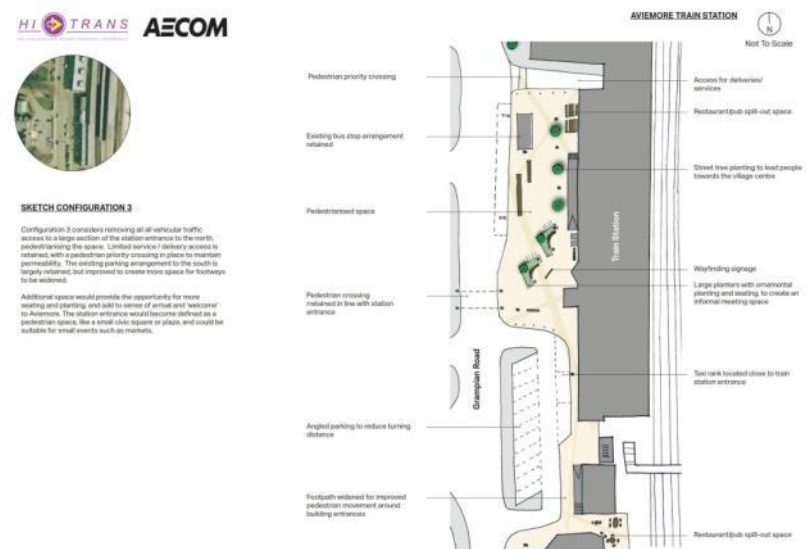 HI TRANS
AECOM
AVIEMORE TRAIN STATION
N
Not To Scale
Pedestrian priority crossing
Existing bus stop arrangement
retained
Pedestrianised space
Pedestrian crossing
retained in line with station
entrance
Angled parking to reduce turning
distance
Footpath widened for improved
pedestrian movement around
building entrances
Grampian Road
Train Station
Access for deliveries/
services
Restaurant/pub spill-out space
Street tree planting to lead people
towards the village centre
Wayfinding signage
Large planters with ornamental
planting and seating, to create an
informal meeting space
Taxi rank located close to train
station entrance
Restaurant/pub spill-out space
SKETCH CONFIGURATION 3
Configuration 3 considers removing all all vehicular traffic
access to a large section of the station entrance to the north,
pedestrianising the space. Limited service / delivery access is
retained, with a pedestrian priority crossing in place to maintain
permeability. The existing parking arrangement to the south is
largely retained, but improved to create more space for footways
to be widened.
Additional space would provide the opportunity for more
seating and planting, and add to sense of arrival and 'welcome'
to Aviemore. The station entrance would become defined as a
pedestrian space, like a small civic square or plaza, and could be
suitable for small events such as markets.